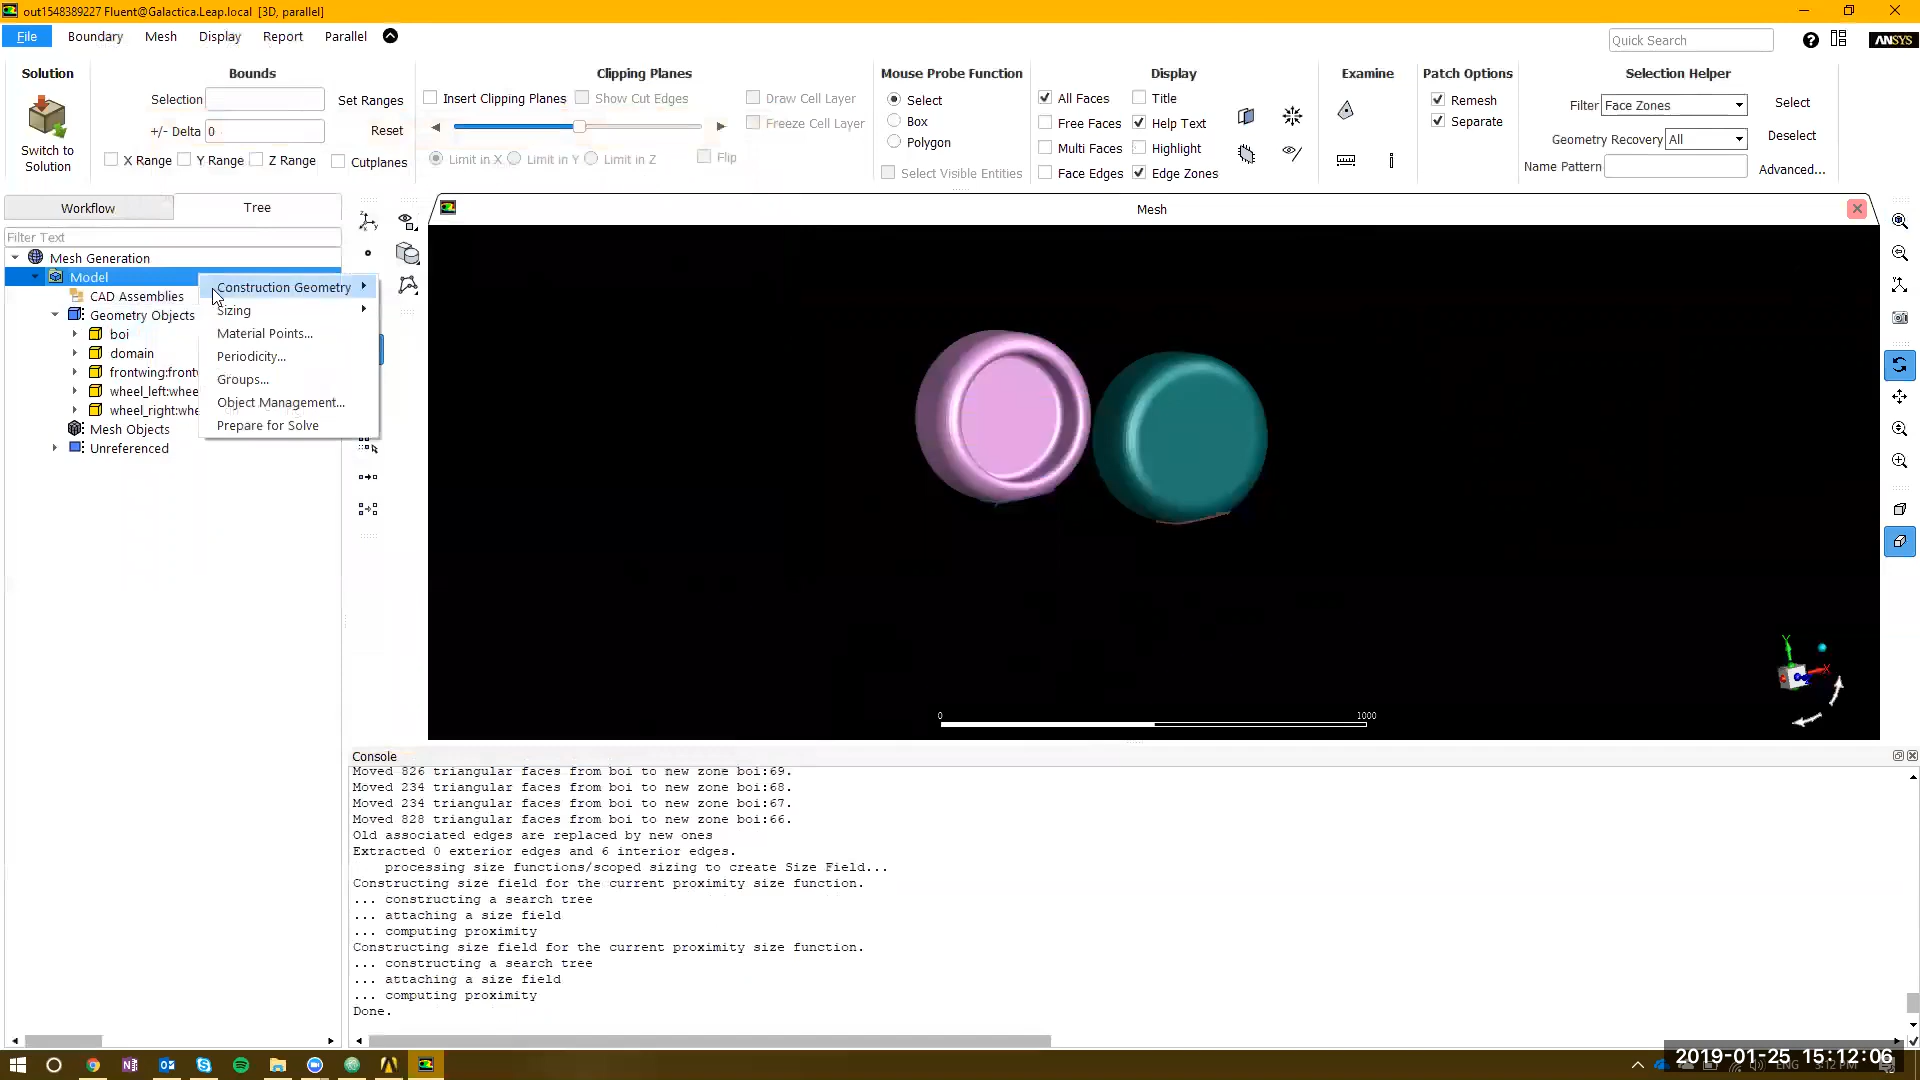 out1548389227 Fluent@Galactica.Leap.local [3D, parallel]
File Boundary Mesh Display Report Parallel
Quick Search
ANSYS
Solution
Switch to
Solution
Bounds
Selection
Set Ranges
+/- Delta 0
Reset
X Range Y Range Z Range Cutplanes
Clipping Planes
Insert Clipping Planes Show Cut Edges
Draw Cell Layer
Freeze Cell Layer
Limit in X Limit in Y Limit in Z
Flip
Mouse Probe Function
Select
Box
Polygon
Select Visible Entities
Display
All Faces Title
Free Faces Help Text
Multi Faces Highlight
Face Edges Edge Zones
Examine
Patch Options
Remesh
Separate
Selection Helper
Filter Face Zones
Select
Geometry Recovery All
Deselect
Name Pattern
Advanced...
Workflow
Tree
Filter Text
Mesh Generation
Model
CAD Assemblies
Geometry Objects
boi
domain
frontwing:front
wheel_left:whee
wheel_right:whe
Mesh Objects
Unreferenced
Construction Geometry
Sizing
Material Points...
Periodicity...
Groups...
Object Management...
Prepare for Solve
Mesh
0
1000
Y
X
Console
Moved 826 triangular faces from boi to new zone boi:69.
Moved 234 triangular faces from boi to new zone boi:68.
Moved 234 triangular faces from boi to new zone boi:67.
Moved 828 triangular faces from boi to new zone boi:66.
Old associated edges are replaced by new ones
Extracted 0 exterior edges and 6 interior edges.
processing size functions/scoped sizing to create Size Field...
Constructing size field for the current proximity size function.
... constructing a search tree
... attaching a size field
... computing proximity
Constructing size field for the current proximity size function.
... constructing a search tree
... attaching a size field
... computing proximity
Done.
2019-01-25 15:12:06